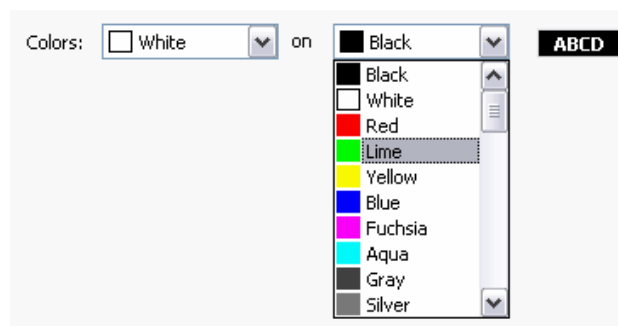 Colors: White on Black ABCD
Black
White
Red
Lime
Yellow
Blue
Fuchsia
Aqua
Gray
Silver